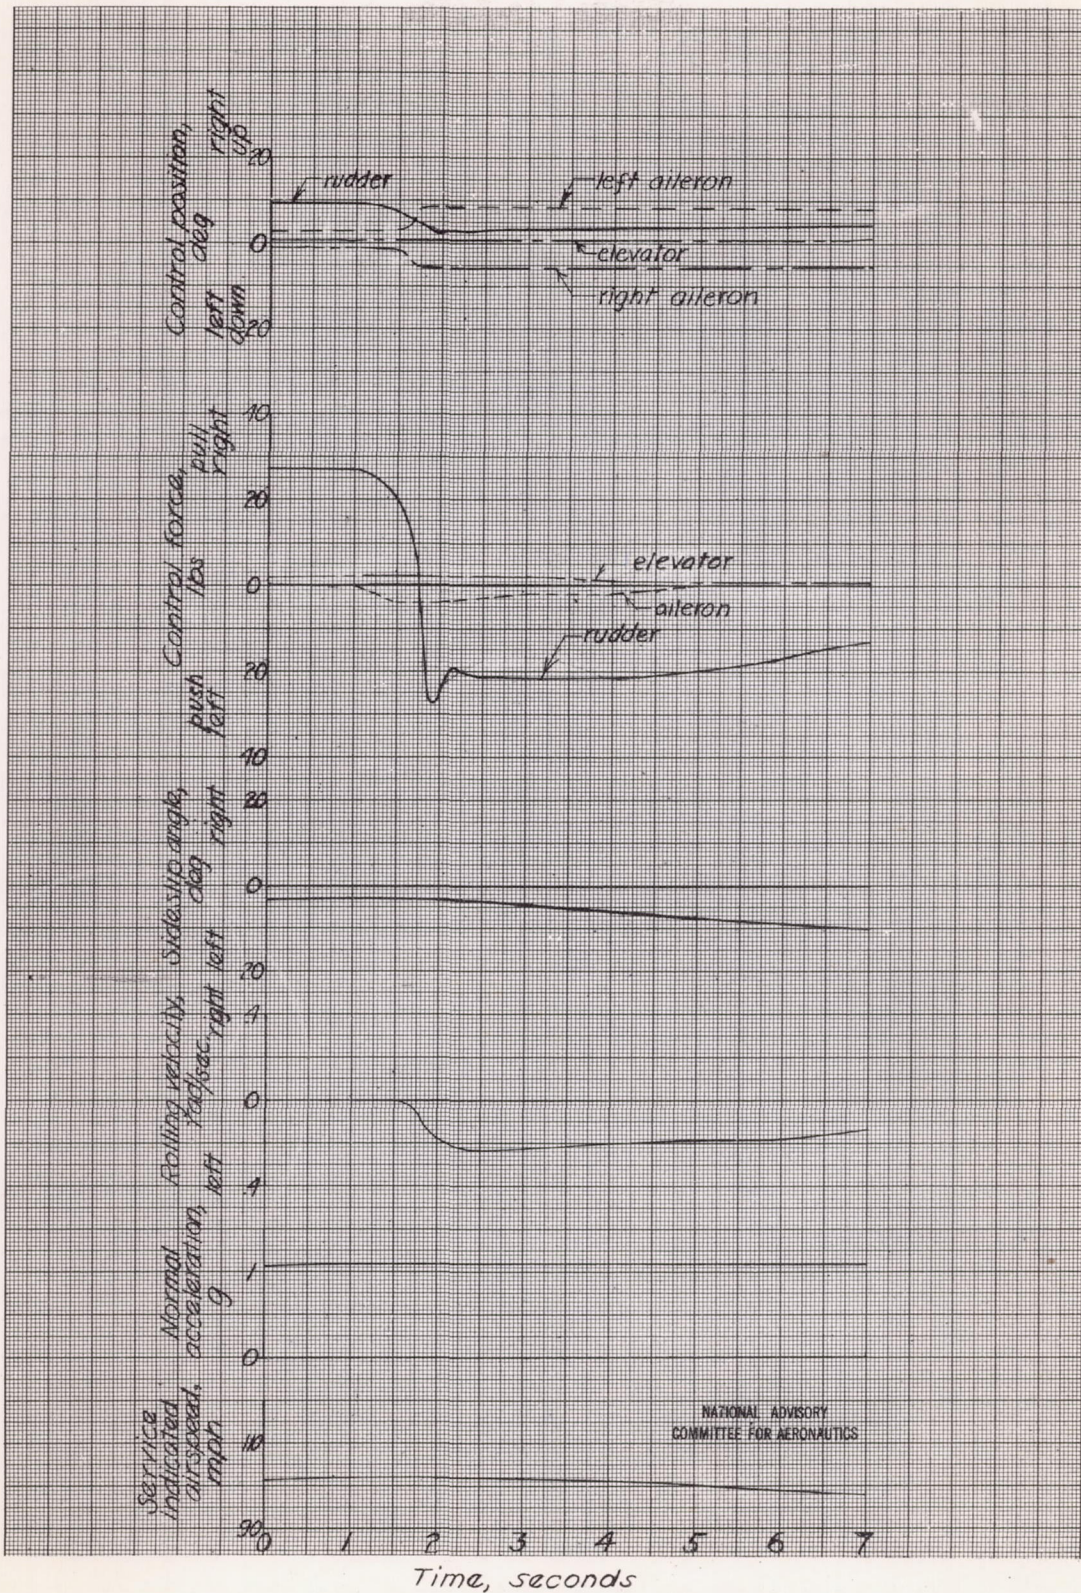 Control position,
deg
right
up
left
down
20
0
20
rudder
left aileron
elevator
right aileron
Control force,
lbs
pull
right
push
left
40
20
0
20
40
elevator
aileron
rudder
Sideslip angle,
deg
right
left
20
0
20
Rolling velocity,
rad/sec
right
left
.4
0
.4
Normal
acceleration,
g
1
0
NATIONAL ADVISORY
COMMITTEE FOR AERONAUTICS
Service
indicated
airspeed,
mph
110
90
0 1 2 3 4 5 6 7
Time, seconds